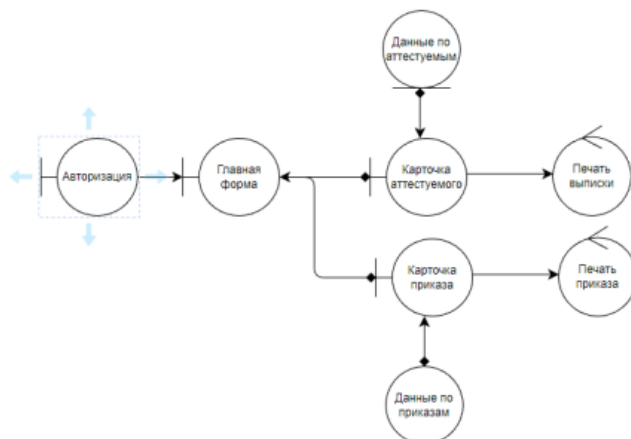 Данные по
аттестуемым
Авторизация
Главная
форма
Карточка
аттестуемого
Печать
выписки
Карточка
приказа
Печать
приказа
Данные по
приказам